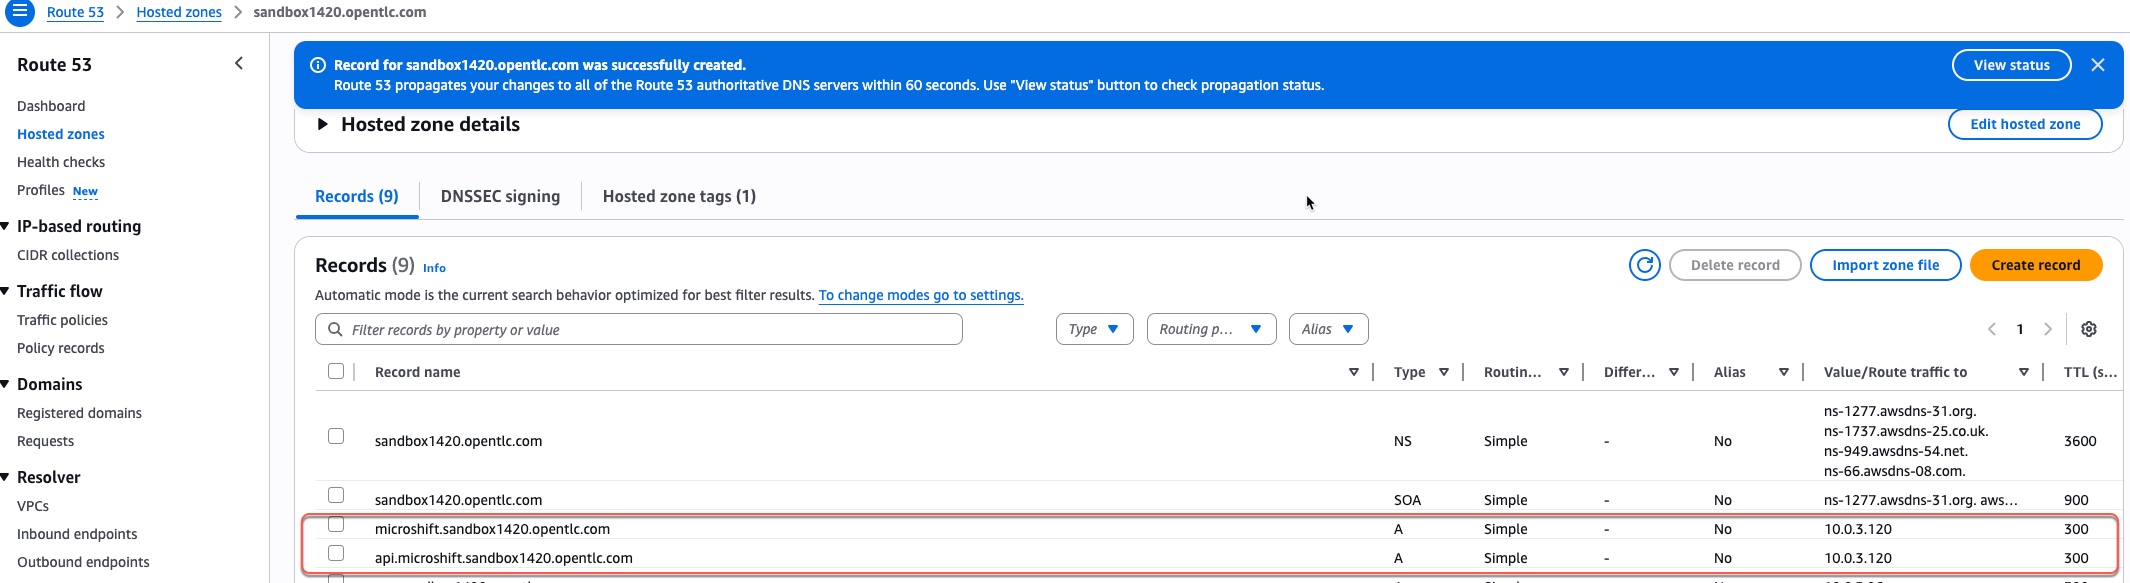 Route 53 > Hosted zones > sandbox1420.opentlc.com
Route 53
Dashboard
Hosted zones
Health checks
Profiles New
IP-based routing
CIDR collections
Traffic flow
Traffic policies
Policy records
Domains
Registered domains
Requests
Resolver
VPCs
Inbound endpoints
Outbound endpoints
Record for sandbox1420.opentlc.com was successfully created.
Route 53 propagates your changes to all of the Route 53 authoritative DNS servers within 60 seconds. Use "View status" button to check propagation status.
View status
Hosted zone details
Edit hosted zone
Records (9) DNSSEC signing Hosted zone tags (1)
Records (9) Info
Delete record Import zone file Create record
Automatic mode is the current search behavior optimized for best filter results. To change modes go to settings.
Filter records by property or value Type Routing p... Alias 1
Record name Type Routin... Differ... Alias Value/Route traffic to TTL (s...
sandbox1420.opentlc.com NS Simple - No
ns-1277.awsdns-31.org.
ns-1737.awsdns-25.co.uk.
ns-949.awsdns-54.net.
ns-66.awsdns-08.com.
3600
sandbox1420.opentlc.com SOA Simple - No ns-1277.awsdns-31.org. aws... 900
microshift.sandbox1420.opentlc.com A Simple - No 10.0.3.120 300
api.microshift.sandbox1420.opentlc.com A Simple - No 10.0.3.120 300